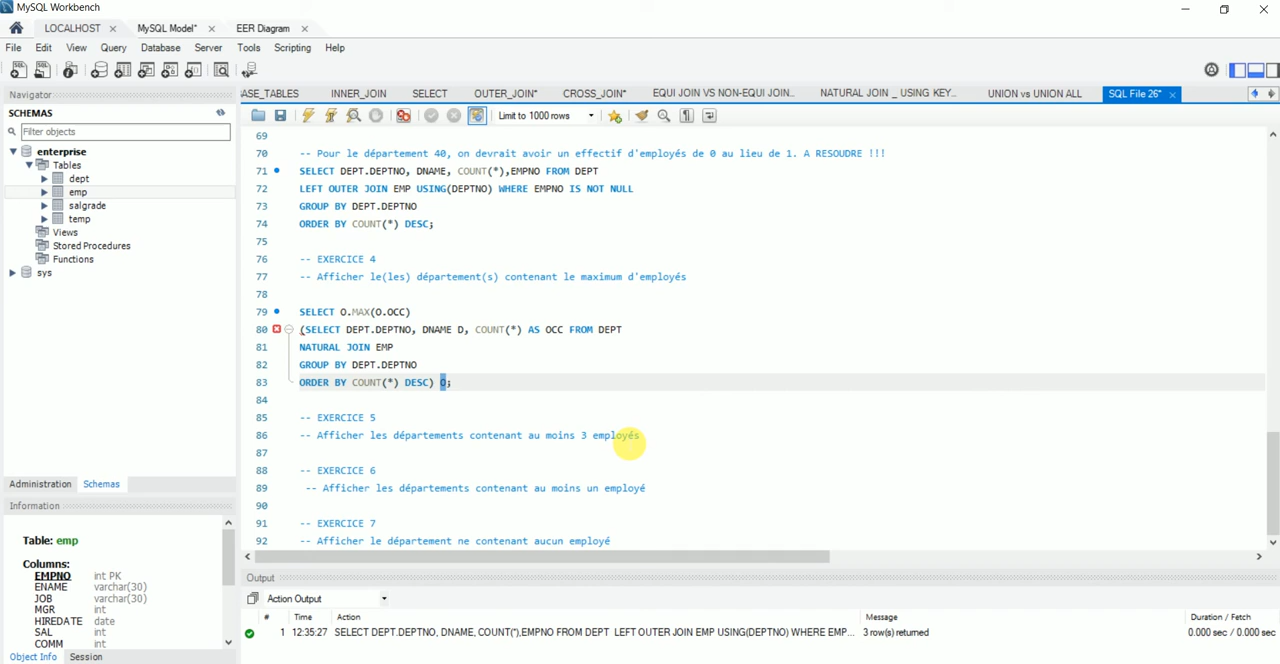 MySQL Workbench
LOCALHOST MySQL Model* EER Diagram
File Edit View Query Database Server Tools Scripting Help
Navigator
SCHEMAS
Filter objects
enterprise
Tables
dept
emp
salgrade
temp
Views
Stored Procedures
Functions
sys
Administration Schemas
Information
Table: emp
Columns:
EMPNO int PK
ENAME varchar(30)
JOB varchar(30)
MGR int
HIREDATE date
SAL int
COMM int
Object Info Session
ASE_TABLES INNER_JOIN SELECT OUTER_JOIN* CROSS_JOIN* EQUI JOIN VS NON-EQUI JOIN... NATURAL JOIN _ USING KEY... UNION vs UNION ALL SQL File 26*
Limit to 1000 rows
69
70 -- Pour le département 40, on devrait avoir un effectif d'employés de 0 au lieu de 1. A RESOUDRE !!!
71 SELECT DEPT.DEPTNO, DNAME, COUNT(*),EMPNO FROM DEPT
72 LEFT OUTER JOIN EMP USING(DEPTNO) WHERE EMPNO IS NOT NULL
73 GROUP BY DEPT.DEPTNO
74 ORDER BY COUNT(*) DESC;
75
76 -- EXERCICE 4
77 -- Afficher le(les) département(s) contenant le maximum d'employés
78
79 SELECT O.MAX(O.OCC)
80 (SELECT DEPT.DEPTNO, DNAME D, COUNT(*) AS OCC FROM DEPT
81 NATURAL JOIN EMP
82 GROUP BY DEPT.DEPTNO
83 ORDER BY COUNT(*) DESC) O;
84
85 -- EXERCICE 5
86 -- Afficher les départements contenant au moins 3 employés
87
88 -- EXERCICE 6
89 -- Afficher les départements contenant au moins un employé
90
91 -- EXERCICE 7
92 -- Afficher le département ne contenant aucun employé
Output
Action Output
# Time Action Message Duration / Fetch
1 12:35:27 SELECT DEPT.DEPTNO, DNAME, COUNT(*),EMPNO FROM DEPT LEFT OUTER JOIN EMP USING(DEPTNO) WHERE EMP... 3 row(s) returned 0.000 sec / 0.000 sec